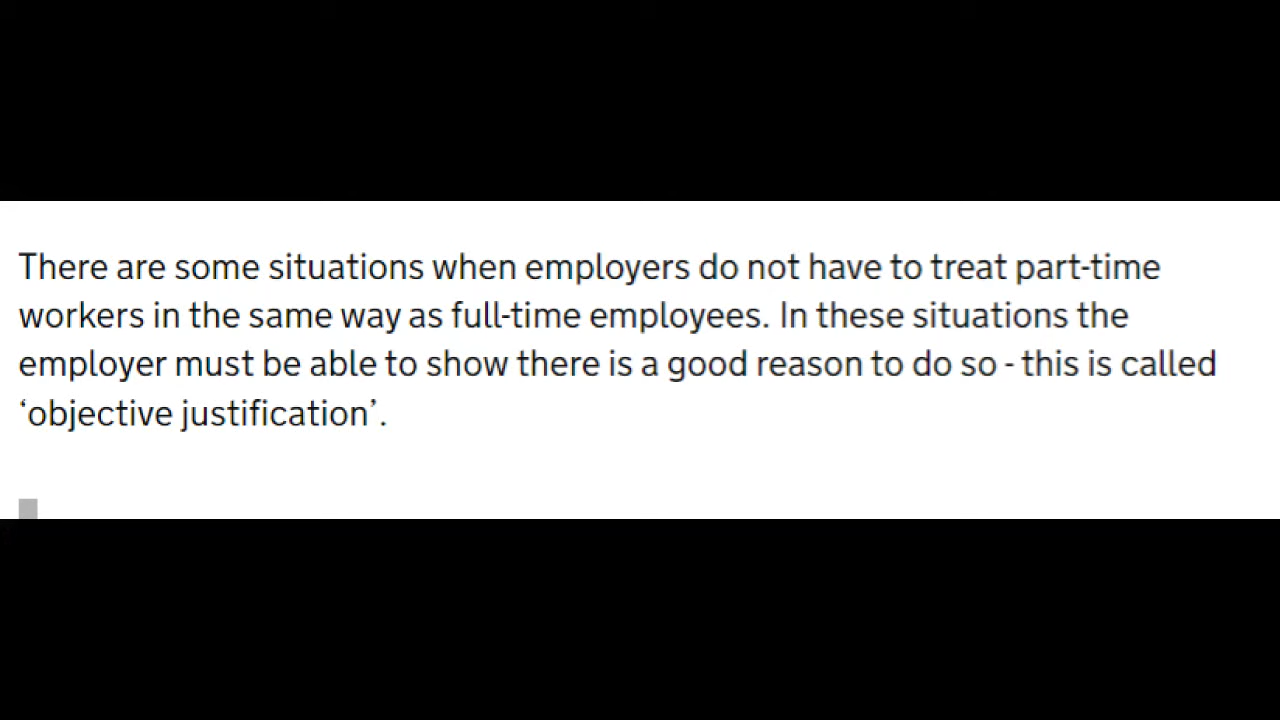 There are some situations when employers do not have to treat part-time
workers in the same way as full-time employees. In these situations the
employer must be able to show there is a good reason to do so - this is called
‘objective justification’.